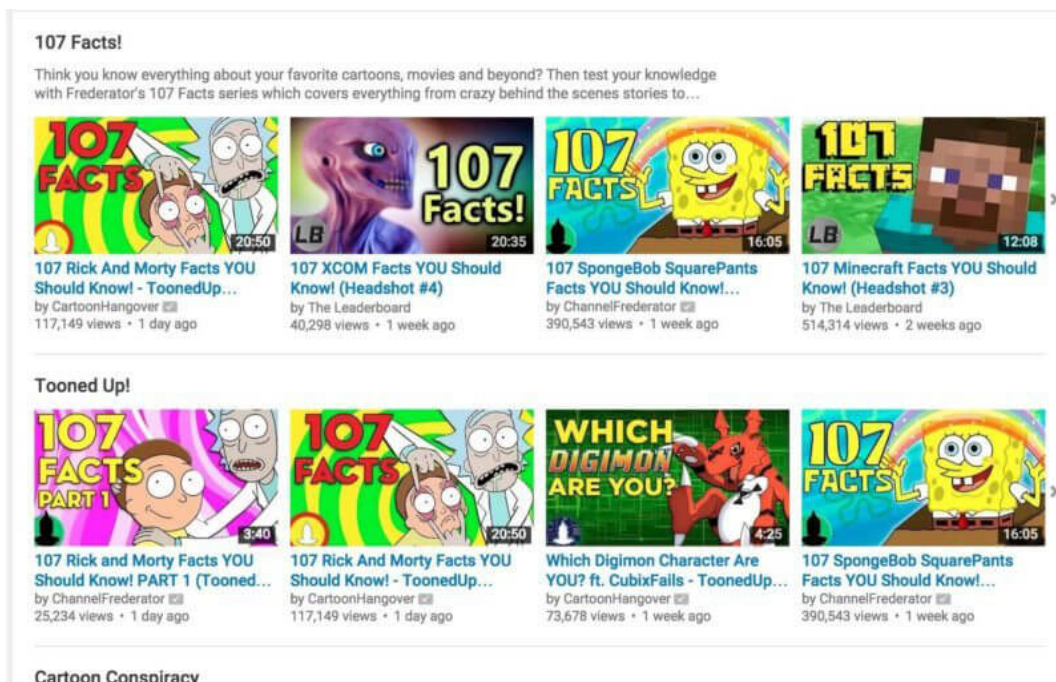 107 Facts!
Think you know everything about your favorite cartoons, movies and beyond? Then test your knowledge
with Frederator's 107 Facts series which covers everything from crazy behind the scenes stories to...
107
FACTS
20:50
107 Rick And Morty Facts YOU
Should Know! - ToonedUp...
by CartoonHangover
117,149 views • 1 day ago
107
Facts!
LB
20:35
107 XCOM Facts YOU Should
Know! (Headshot #4)
by The Leaderboard
40,298 views • 1 week ago
107
FACTS
16:05
107 SpongeBob SquarePants
Facts YOU Should Know!...
by ChannelFrederator
390,543 views • 1 week ago
107
FACTS
LB
12:08
107 Minecraft Facts YOU Should
Know! (Headshot #3)
by The Leaderboard
514,314 views • 2 weeks ago
Tooned Up!
107
FACTS
PART 1
3:40
107 Rick and Morty Facts YOU
Should Know! PART 1 (Tooned...
by ChannelFrederator
25,234 views • 1 day ago
107
FACTS
20:50
107 Rick And Morty Facts YOU
Should Know! - ToonedUp...
by CartoonHangover
117,149 views • 1 day ago
WHICH
DIGIMON
ARE YOU?
4:25
Which Digimon Character Are
YOU? ft. CubixFails - ToonedUp...
by CartoonHangover
73,678 views • 1 week ago
107
FACTS
16:05
107 SpongeBob SquarePants
Facts YOU Should Know!...
by ChannelFrederator
390,543 views • 1 week ago
Cartoon Conspiracy